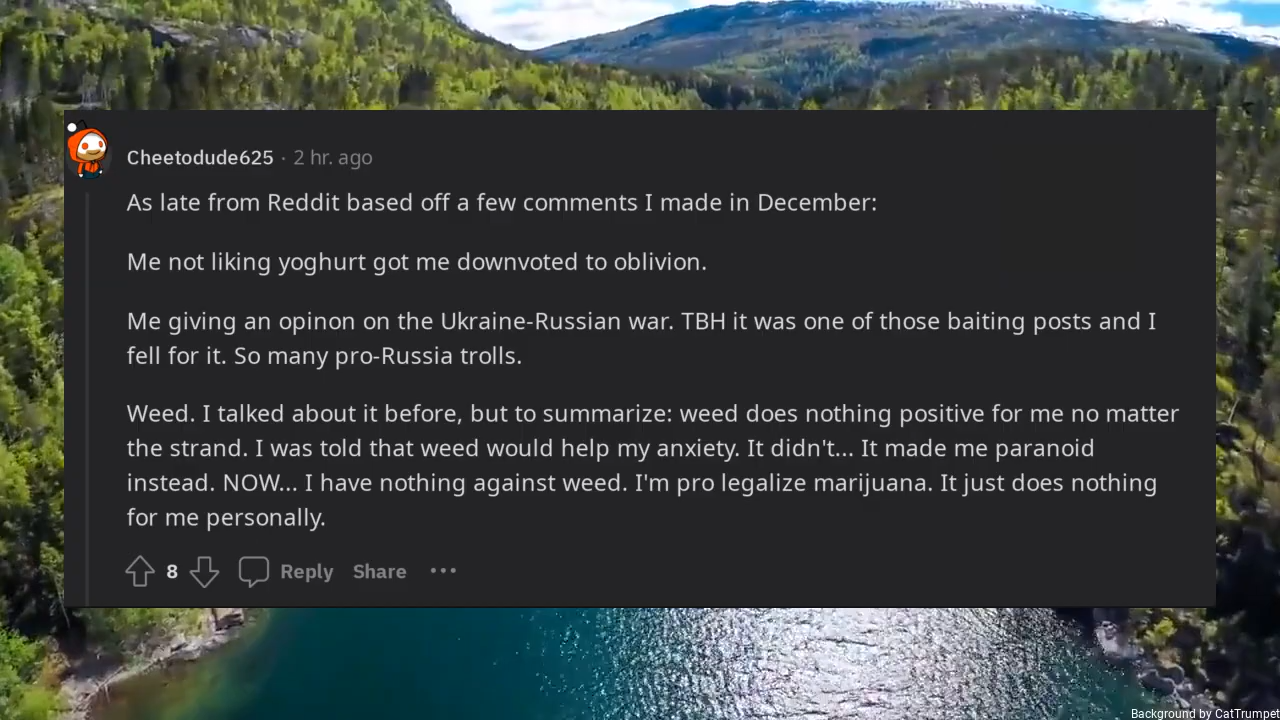 Cheetodude625 · 2 hr. ago
As late from Reddit based off a few comments I made in December:
Me not liking yoghurt got me downvoted to oblivion.
Me giving an opinon on the Ukraine-Russian war. TBH it was one of those baiting posts and I
fell for it. So many pro-Russia trolls.
Weed. I talked about it before, but to summarize: weed does nothing positive for me no matter
the strand. I was told that weed would help my anxiety. It didn't... It made me paranoid
instead. NOW... I have nothing against weed. I'm pro legalize marijuana. It just does nothing
for me personally.
8 Reply Share ···
Background by CatTrumpet